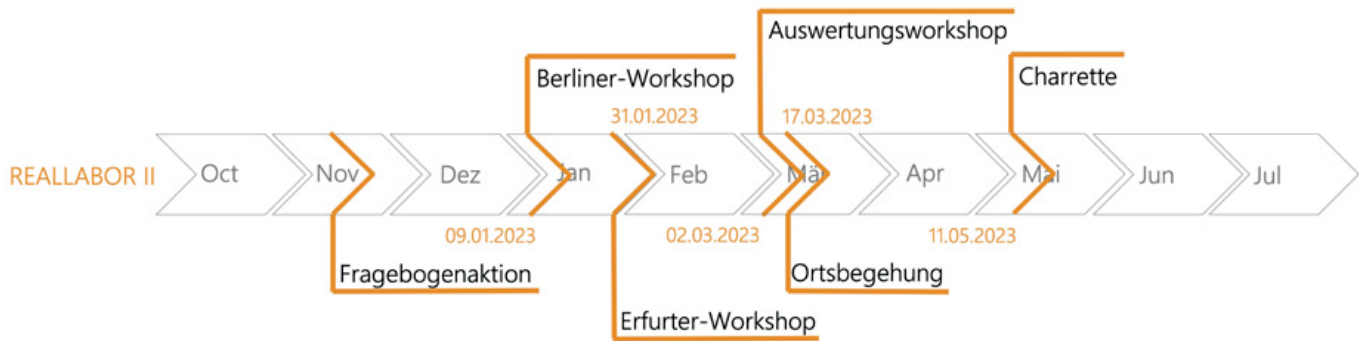 Auswertungsworkshop
Berliner-Workshop
Charrette
31.01.2023
17.03.2023
REALLABOR II
Oct
Nov
Dez
Jan
Feb
Mär
Apr
Mai
Jun
Jul
09.01.2023
02.03.2023
11.05.2023
Fragebogenaktion
Ortsbegehung
Erfurter-Workshop